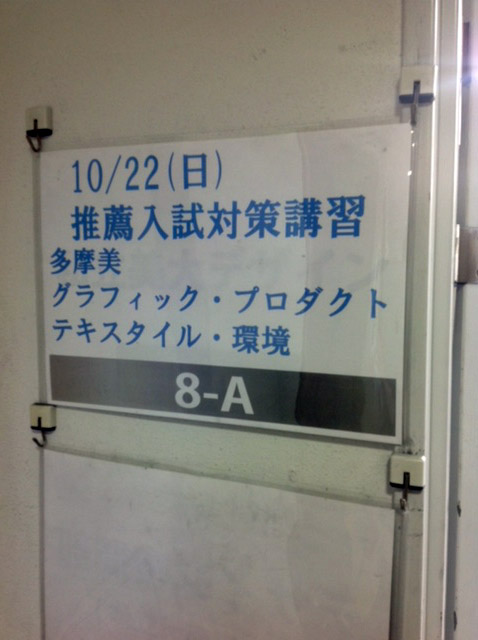 10/22(日)
推薦入試対策講習
多摩美
グラフィック・プロダクト
テキスタイル・環境
8-A